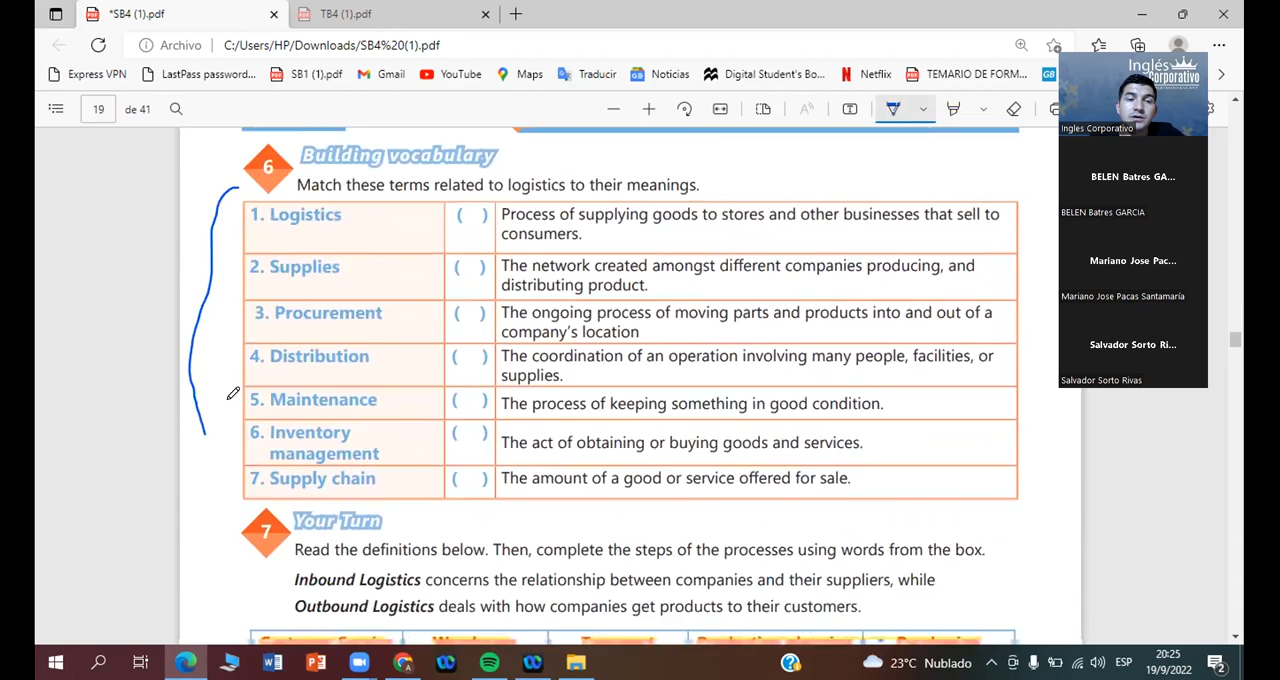 *SB4 (1).pdf
TB4 (1).pdf
Archivo
C:/Users/HP/Downloads/SB4%20(1).pdf
Express VPN
LastPass password...
SB1 (1).pdf
Gmail
YouTube
Maps
Traducir
Noticias
Digital Student's Bo...
Netflix
TEMARIO DE FORM...
GB
19
de 41
Inglés
Corporativo
Ingles Corporativo
BELEN Batres GA...
BELEN Batres GARCIA
Mariano Jose Pac...
Mariano Jose Pacas Santamaría
Salvador Sorto Ri...
Salvador Sorto Rivas
6
Building vocabulary
Match these terms related to logistics to their meanings.
1. Logistics ( ) Process of supplying goods to stores and other businesses that sell to
consumers.
2. Supplies ( ) The network created amongst different companies producing, and
distributing product.
3. Procurement ( ) The ongoing process of moving parts and products into and out of a
company's location
4. Distribution ( ) The coordination of an operation involving many people, facilities, or
supplies.
5. Maintenance ( ) The process of keeping something in good condition.
6. Inventory
management ( ) The act of obtaining or buying goods and services.
7. Supply chain ( ) The amount of a good or service offered for sale.
7
Your Turn
Read the definitions below. Then, complete the steps of the processes using words from the box.
Inbound Logistics concerns the relationship between companies and their suppliers, while
Outbound Logistics deals with how companies get products to their customers.
23°C Nublado
ESP
20:25
19/9/2022
2